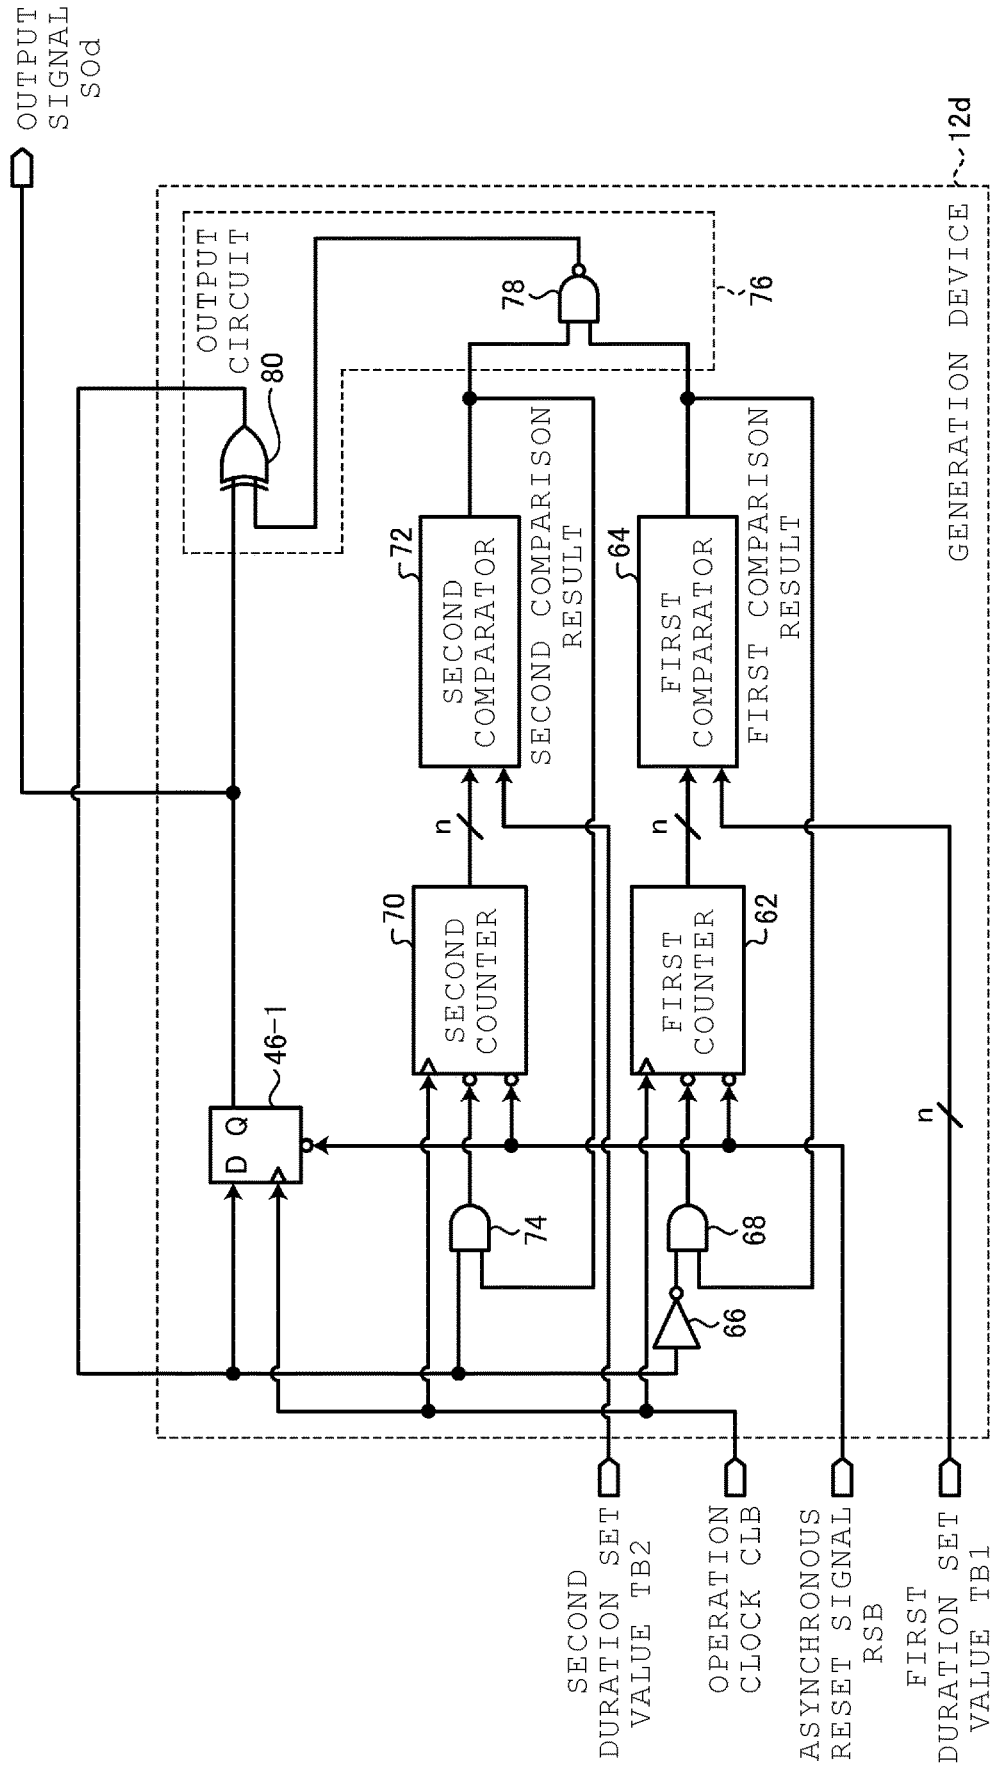 OUTPUT
SIGNAL
SOd
12d
GENERATION DEVICE
OUTPUT
CIRCUIT
80
78
76
46-1
D Q
70
SECOND
COUNTER
n
72
SECOND
COMPARATOR
SECOND COMPARISON
RESULT
74
62
FIRST
COUNTER
n
64
FIRST
COMPARATOR
FIRST COMPARISON
RESULT
66
68
n
SECOND
DURATION SET
VALUE TB2
OPERATION
CLOCK CLB
ASYNCHRONOUS
RESET SIGNAL
RSB
FIRST
DURATION SET
VALUE TB1